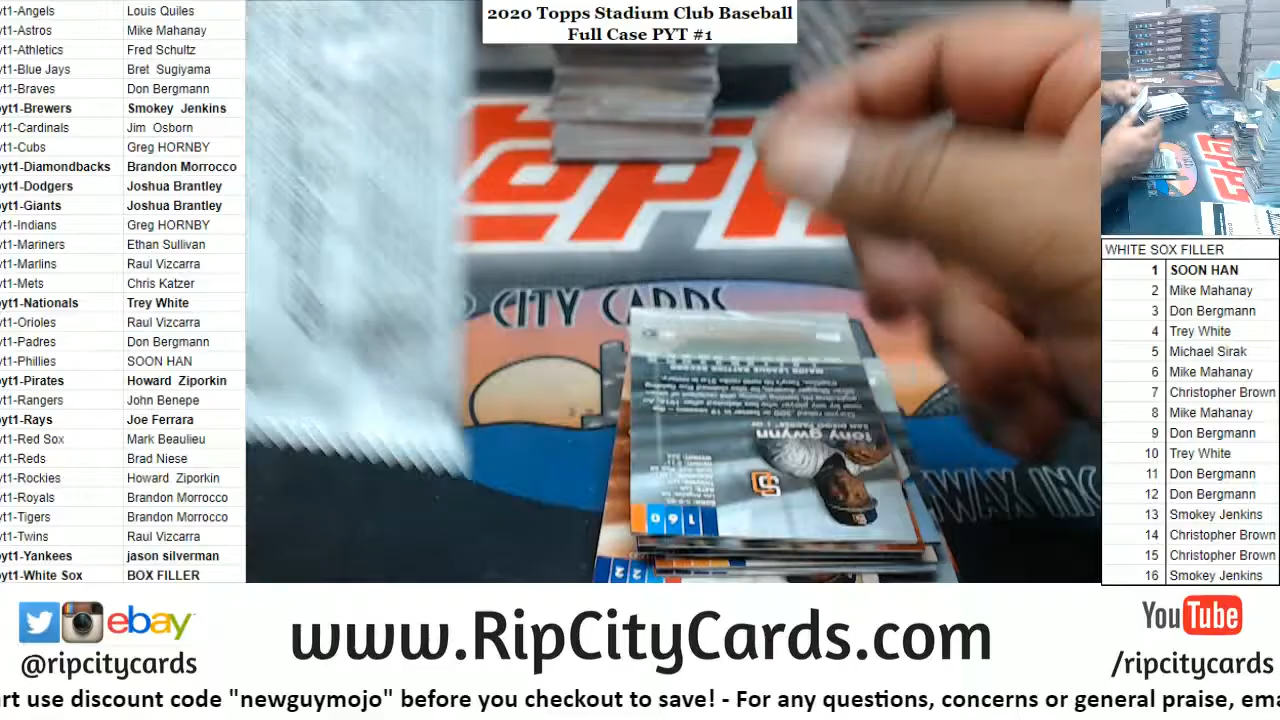 2020 Topps Stadium Club Baseball
Full Case PYT #1
yt1-Angels Louis Quiles
yt1-Astros Mike Mahanay
yt1-Athletics Fred Schultz
yt1-Blue Jays Bret Sugiyama
yt1-Braves Don Bergmann
yt1-Brewers Smokey Jenkins
yt1-Cardinals Jim Osborn
yt1-Cubs Greg HORNBY
yt1-Diamondbacks Brandon Morrocco
yt1-Dodgers Joshua Brantley
yt1-Giants Joshua Brantley
yt1-Indians Greg HORNBY
yt1-Mariners Ethan Sullivan
yt1-Marlins Raul Vizcarra
yt1-Mets Chris Katzer
yt1-Nationals Trey White
yt1-Orioles Raul Vizcarra
yt1-Padres Don Bergmann
yt1-Phillies SOON HAN
yt1-Pirates Howard Ziporkin
yt1-Rangers John Benepe
yt1-Rays Joe Ferrara
yt1-Red Sox Mark Beaulieu
yt1-Reds Brad Niese
yt1-Rockies Howard Ziporkin
yt1-Royals Brandon Morrocco
yt1-Tigers Brandon Morrocco
yt1-Twins Raul Vizcarra
yt1-Yankees jason silverman
yt1-White Sox BOX FILLER
CITY CARDS
WAX INC
MAJOR LEAGUE BATTING RECORD
SAN DIEGO PADRES
tony gwynn
160
WHITE SOX FILLER
1 SOON HAN
2 Mike Mahanay
3 Don Bergmann
4 Trey White
5 Michael Sirak
6 Mike Mahanay
7 Christopher Brown
8 Mike Mahanay
9 Don Bergmann
10 Trey White
11 Don Bergmann
12 Don Bergmann
13 Smokey Jenkins
14 Christopher Brown
15 Christopher Brown
16 Smokey Jenkins
ebay
@ripcitycards
www.RipCityCards.com
YouTube
/ripcitycards
art use discount code "newguymojo" before you checkout to save! - For any questions, concerns or general praise, ema